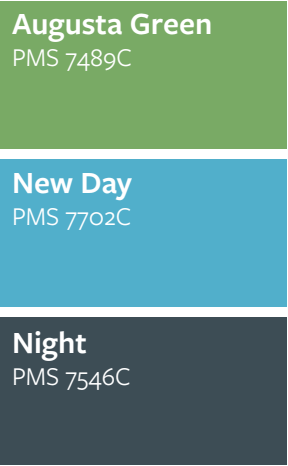 Augusta Green
PMS 7489C
New Day
PMS 7702C
Night
PMS 7546C